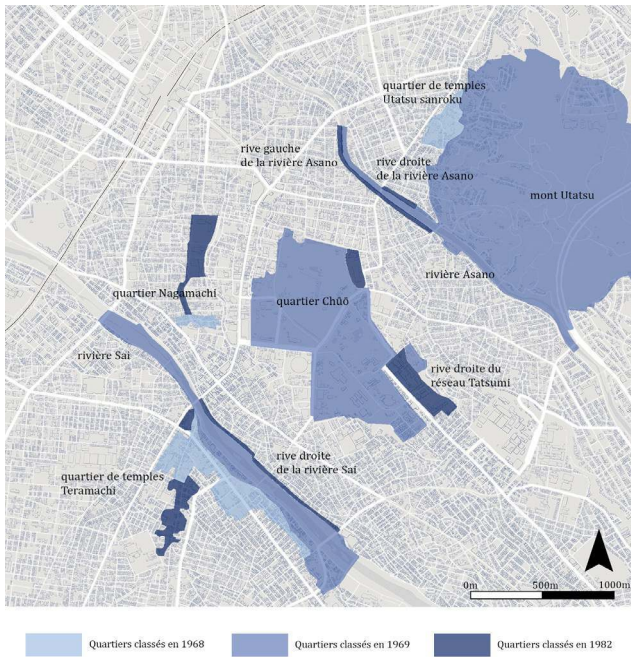 quartier de temples
Utatsu sanroku
rive gauche
de la rivière Asano
rive droite
de la rivière Asano
mont Utatsu
rivière Asano
quartier Nagamachi
quartier Chūō
rivière Sai
rive droite du
réseau Tatsumi
rive droite
de la rivière Sai
quartier de temples
Teramachi
0m 500m 1000m
Quartiers classés en 1968 Quartiers classés en 1969 Quartiers classés en 1982